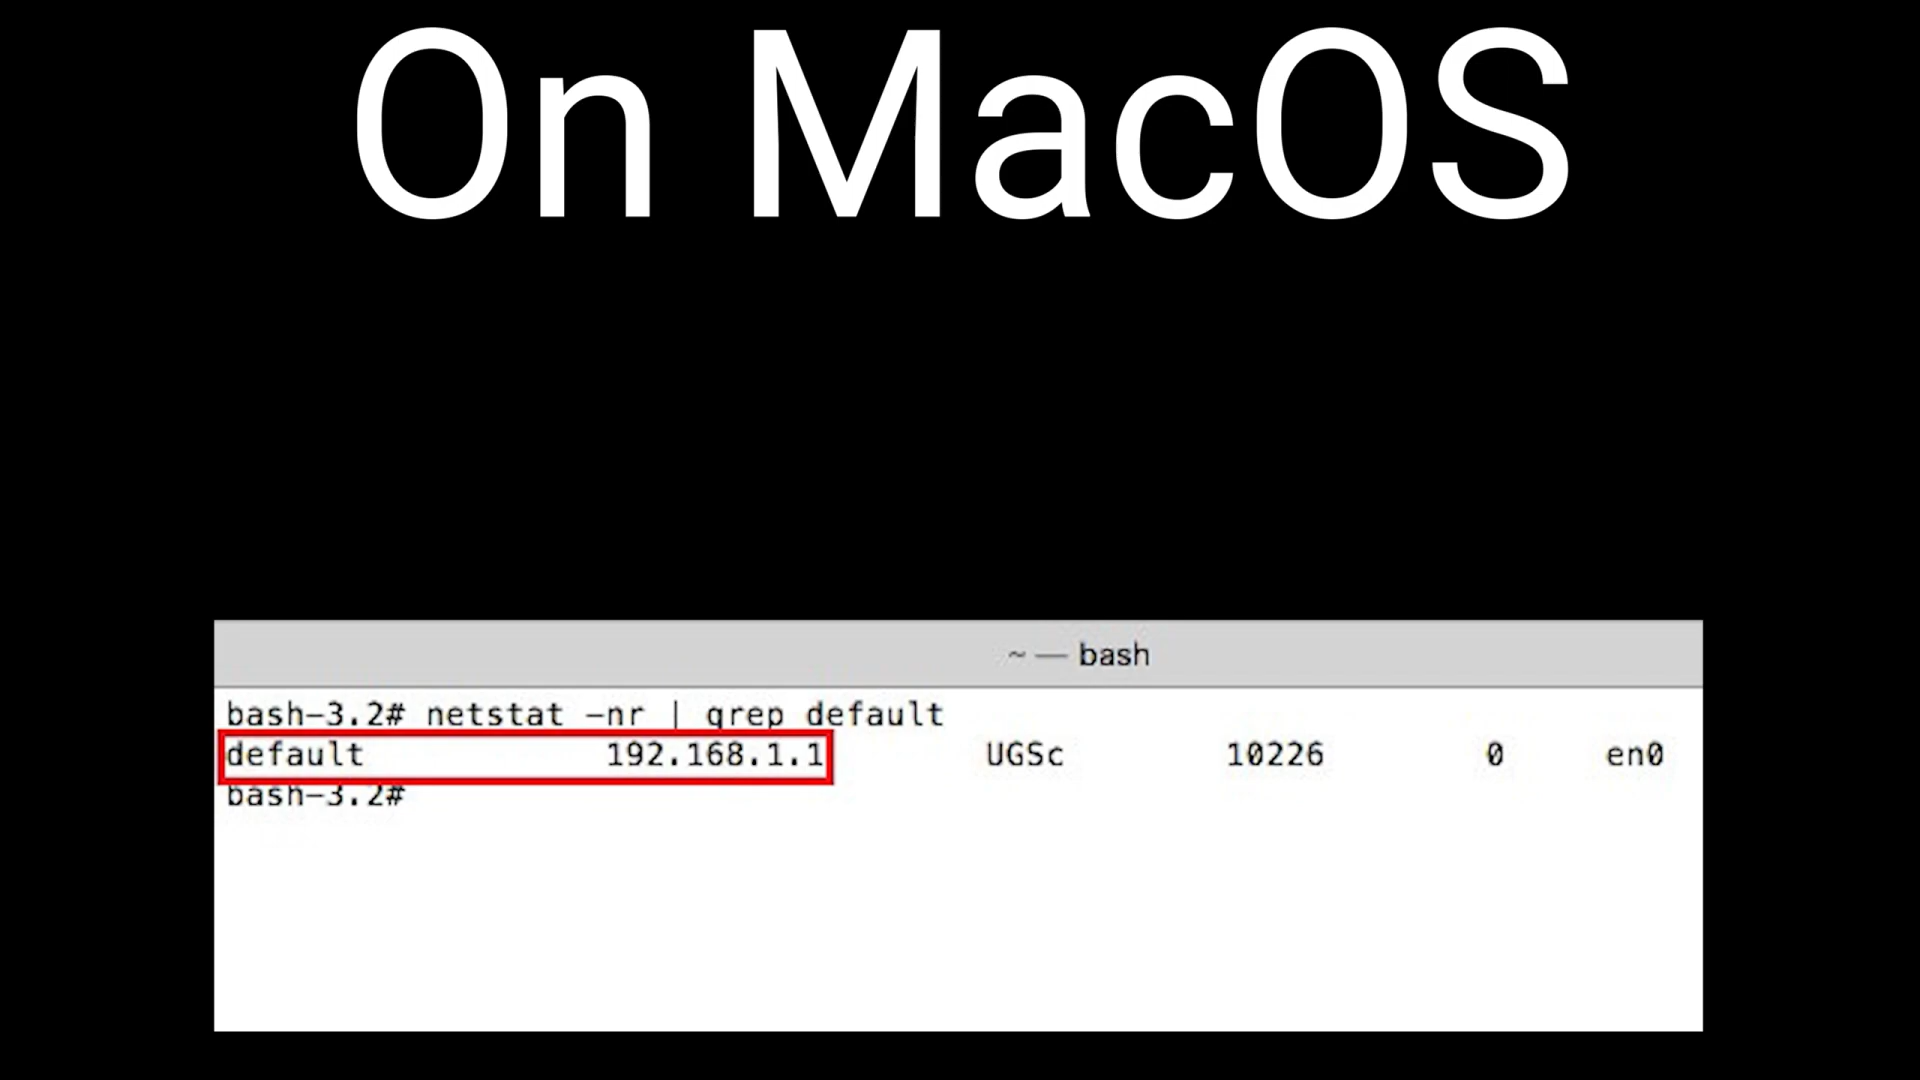 On MacOS
~ — bash
bash-3.2# netstat -nr | grep default
default 192.168.1.1 UGSc 10226 0 en0
bash-3.2#